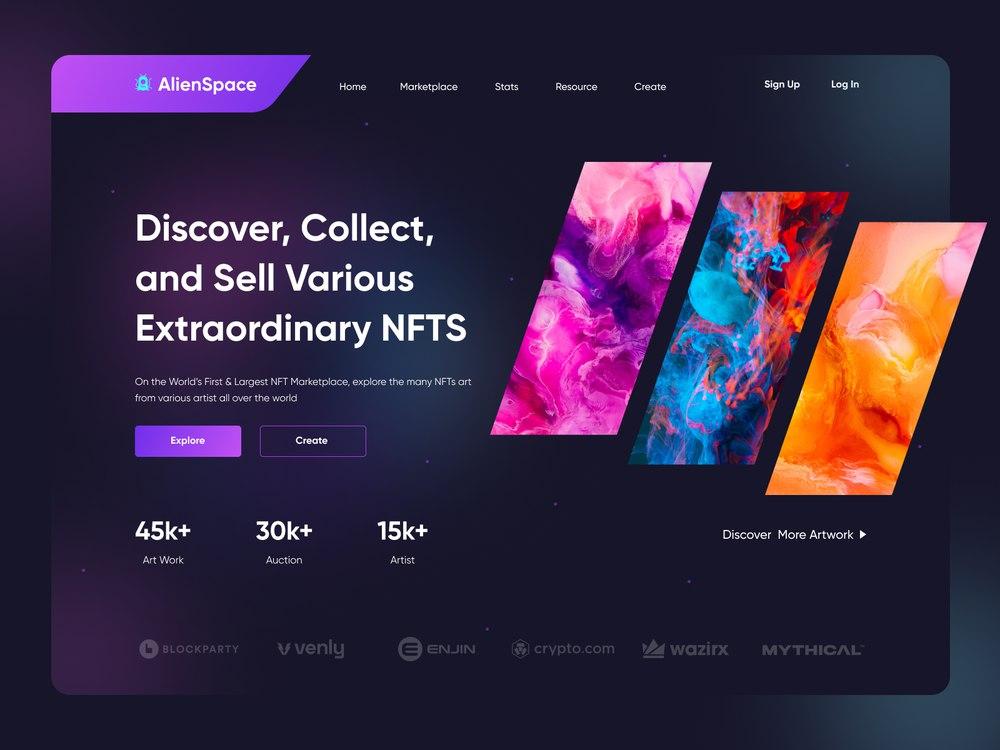 AlienSpace
Home
Marketplace
Stats
Resource
Create
Sign Up
Log In
Discover, Collect,
and Sell Various
Extraordinary NFTS
On the World's First & Largest NFT Marketplace, explore the many NFTs art
from various artist all over the world
Explore
Create
45k+
30k+
15k+
Art Work
Auction
Artist
Discover More Artwork
BLOCKPARTY
venly
ENJIN
crypto.com
wazirx
MYTHICAL